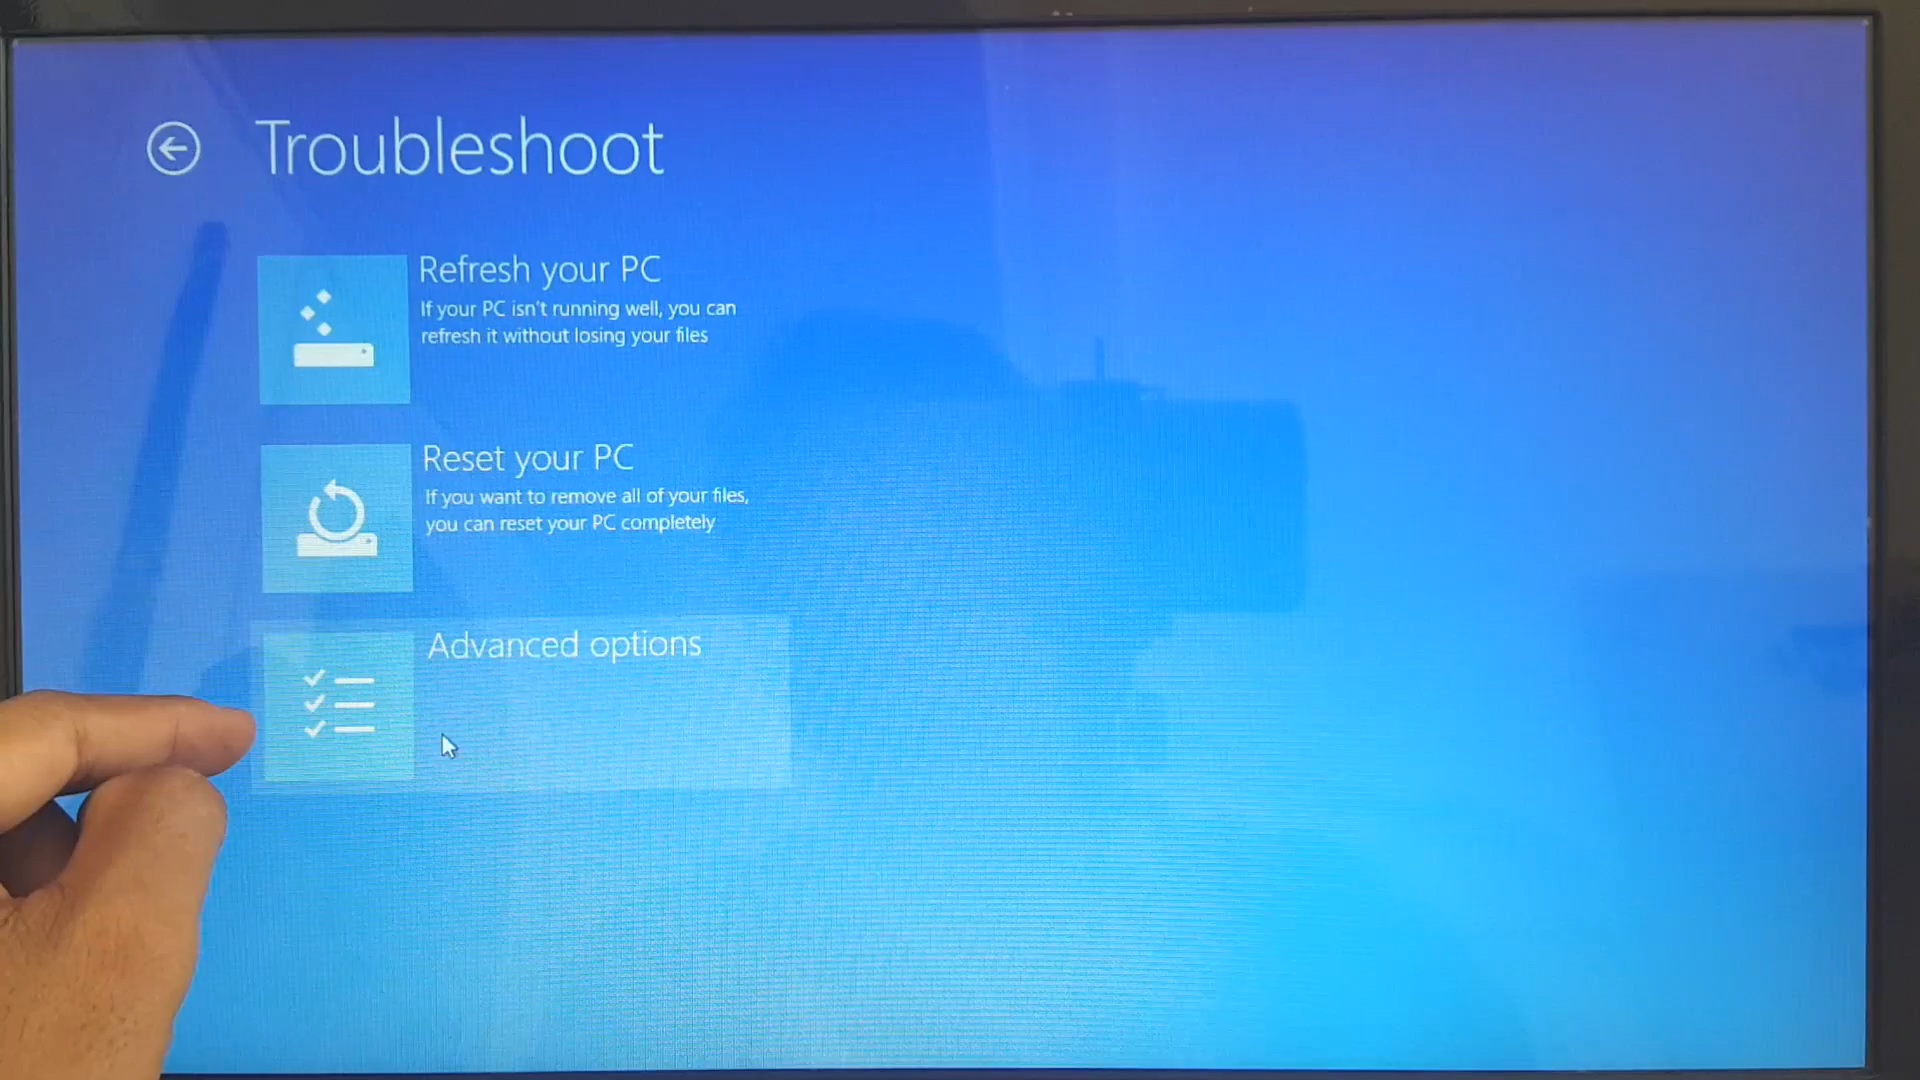 Troubleshoot
Refresh your PC
If your PC isn't running well, you can
refresh it without losing your files
Reset your PC
If you want to remove all of your files,
you can reset your PC completely
Advanced options